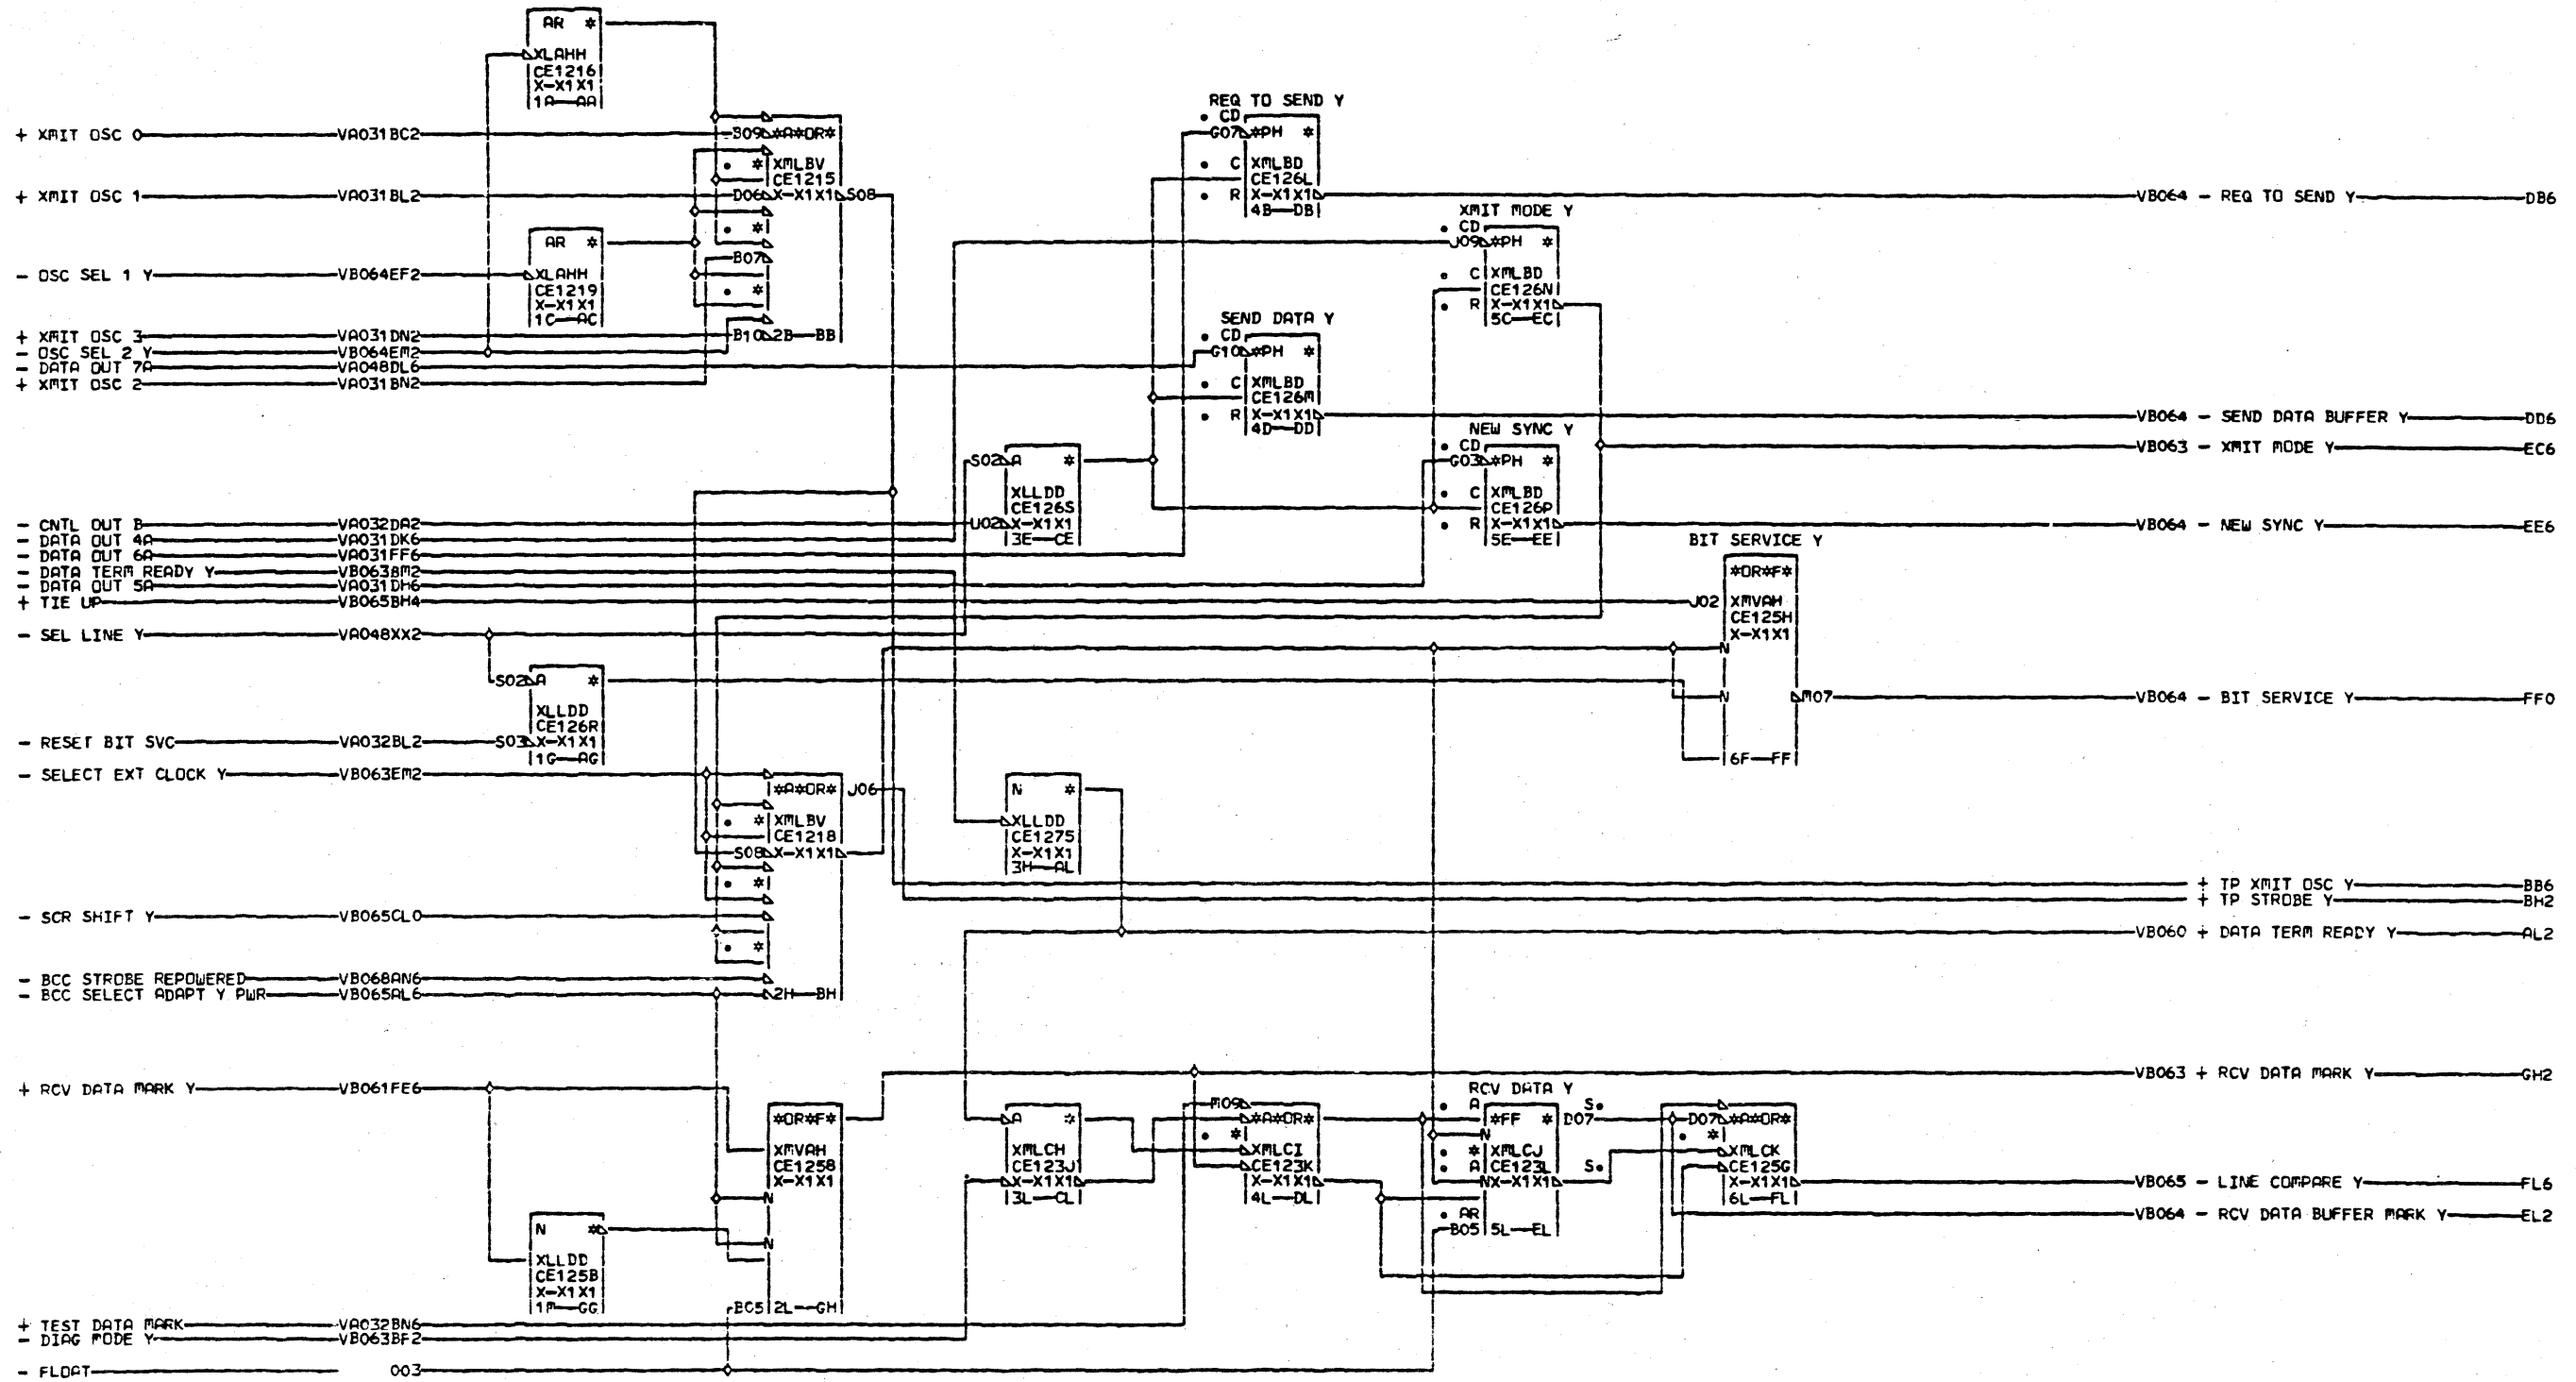 AR *
XLAHH
CE1216
X-X1X1
1A—AA
+ XMIT OSC 0 VA031BC2
B09 *A*OR*
• * XMLBV
CE1215
+ XMIT OSC 1 VA031BL2
D06 X-X1X1 S08
• *
AR *
B07
- OSC SEL 1 Y VB064EF2
XLAHH
CE1219
X-X1X1
1C—AC
• *
+ XMIT OSC 3 VA031DN2
B10 2B—BB
- OSC SEL 2 Y VB064EM2
- DATA OUT 7A VA048DL6
+ XMIT OSC 2 VA031BN2
REQ TO SEND Y
• CD
G07 *PH *
• C XMLBD
CE126L
• R X-X1X1
4B—DB
VB064 - REQ TO SEND Y DB6
XMIT MODE Y
• CD
J09 *PH *
• C XMLBD
CE126N
• R X-X1X1
5C—EC
SEND DATA Y
• CD
G10 *PH *
• C XMLBD
CE126M
• R X-X1X1
4D—DD
VB064 - SEND DATA BUFFER Y DD6
NEW SYNC Y
• CD
VB063 - XMIT MODE Y EC6
G03 *PH *
• C XMLBD
CE126P
• R X-X1X1
5E—EE
VB064 - NEW SYNC Y EE6
S02 A *
XLLDD
CE126S
U02 X-X1X1
3E—CE
- CNTL OUT B VA032DA2
- DATA OUT 4A VA031DK6
- DATA OUT 6A VA031FF6
- DATA TERM READY Y VB063BM2
- DATA OUT 5A VA031DH6
+ TIE UP VB065BH4
- SEL LINE Y VA048XX2
BIT SERVICE Y
*OR*F*
J02 XMVAH
CE125H
X-X1X1
N
N M07
6F—FF
VB064 - BIT SERVICE Y FF0
S02 A *
XLLDD
CE126R
- RESET BIT SVC VA032BL2
S03 X-X1X1
1G—AG
- SELECT EXT CLOCK Y VB063EM2
*A*OR* J06
• * XMLBV
CE1218
S08 X-X1X1
• *
• *
2H—BH
N *
XLLDD
CE1275
X-X1X1
3H—AL
+ TP XMIT OSC Y BB6
+ TP STROBE Y BH2
- SCR SHIFT Y VB065CL0
VB060 + DATA TERM READY Y AL2
- BCC STROBE REPOWERED VB068AN6
- BCC SELECT ADAPT Y PWR VB065AL6
+ RCV DATA MARK Y VB061FE6
VB063 + RCV DATA MARK Y GH2
*OR*F*
XMVAH
CE1258
X-X1X1
N
N
BC5 2L—GH
N *
XLLDD
CE125B
X-X1X1
1M—GG
A *
XMLCH
CE123J
X-X1X1
3L—CL
M09
*A*OR*
• *
XMLCI
CE123K
X-X1X1
4L—DL
RCV DATA Y
• A S•
*FF * D07
N
• * XMLCJ
• A CE123L S•
N X-X1X1
• AR
B05 5L—EL
D07 *A*OR*
• *
XMLCK
CE125G
X-X1X1
6L—FL
VB065 - LINE COMPARE Y FL6
VB064 - RCV DATA BUFFER MARK Y EL2
+ TEST DATA MARK VA032BN6
- DIAG MODE Y VB063BF2
- FLOAT 003